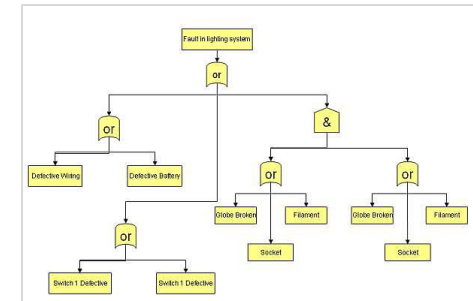 Fault in lighting system
or
or
&
Defective Wiring
Defective Battery
or
or
Globe Broken
Filament
Globe Broken
Filament
or
Socket
Socket
Switch 1 Defective
Switch 1 Defective